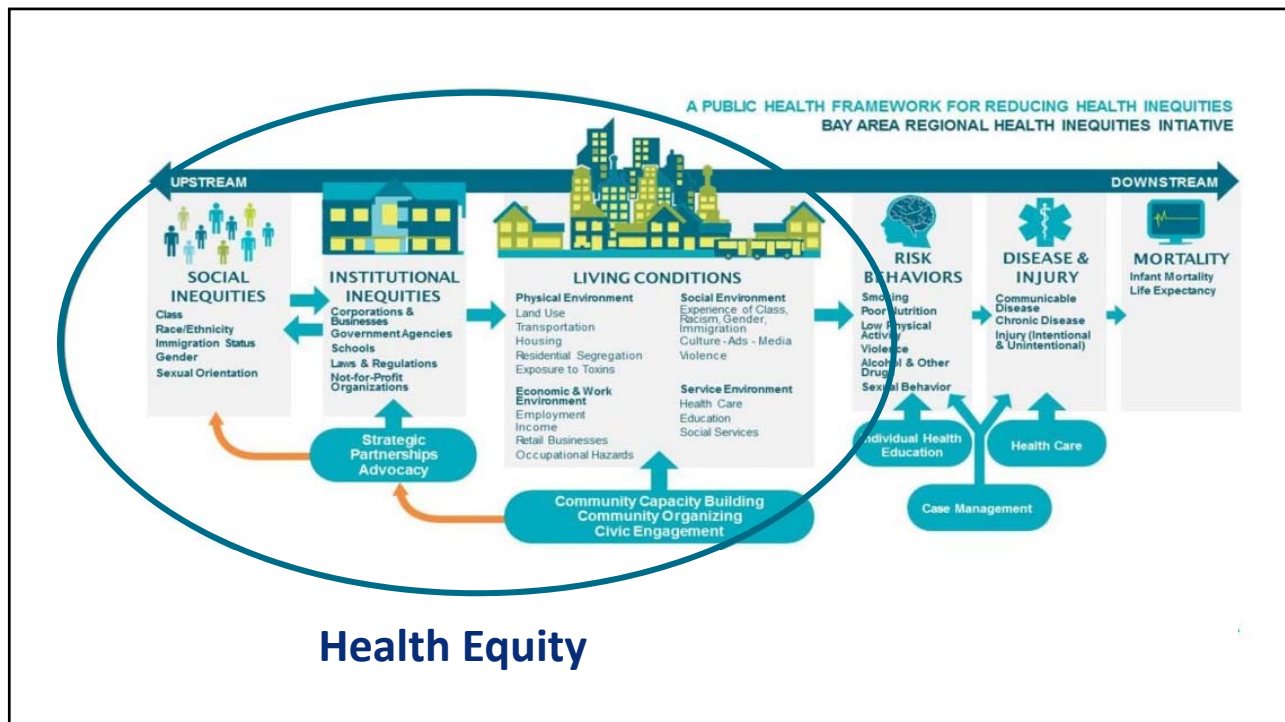 A PUBLIC HEALTH FRAMEWORK FOR REDUCING HEALTH INEQUITIES
BAY AREA REGIONAL HEALTH INEQUITIES INTIATIVE
UPSTREAM
DOWNSTREAM
SOCIAL
INEQUITIES
Class
Race/Ethnicity
Immigration Status
Gender
Sexual Orientation
INSTITUTIONAL
INEQUITIES
Corporations &
Businesses
Government Agencies
Schools
Laws & Regulations
Not-for-Profit
Organizations
LIVING CONDITIONS
Physical Environment
Land Use
Transportation
Housing
Residential Segregation
Exposure to Toxins
Economic & Work
Environment
Employment
Income
Retail Businesses
Occupational Hazards
Social Environment
Experience of Class,
Racism, Gender,
Immigration
Culture - Ads - Media
Violence
Service Environment
Health Care
Education
Social Services
RISK
BEHAVIORS
Smoking
Poor Nutrition
Low Physical
Activity
Violence
Alcohol & Other
Drugs
Sexual Behavior
DISEASE &
INJURY
Communicable
Disease
Chronic Disease
Injury (Intentional
& Unintentional)
MORTALITY
Infant Mortality
Life Expectancy
Strategic
Partnerships
Advocacy
Community Capacity Building
Community Organizing
Civic Engagement
Individual Health
Education
Health Care
Case Management
Health Equity